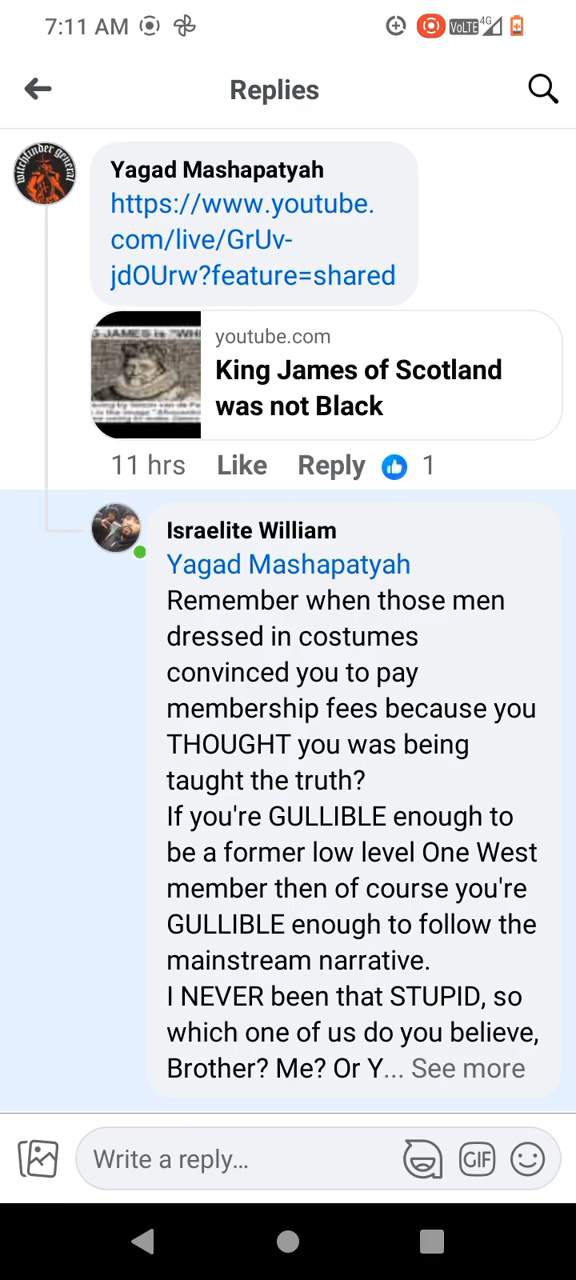 7:11 AM
VoLTE 4G
Replies
witchfinder general
Yagad Mashapatyah
https://www.youtube.
com/live/GrUv-
jdOUrw?feature=shared
youtube.com
King James of Scotland
was not Black
11 hrs Like Reply 1
Israelite William
Yagad Mashapatyah
Remember when those men
dressed in costumes
convinced you to pay
membership fees because you
THOUGHT you was being
taught the truth?
If you're GULLIBLE enough to
be a former low level One West
member then of course you're
GULLIBLE enough to follow the
mainstream narrative.
I NEVER been that STUPID, so
which one of us do you believe,
Brother? Me? Or Y... See more
Write a reply...
GIF